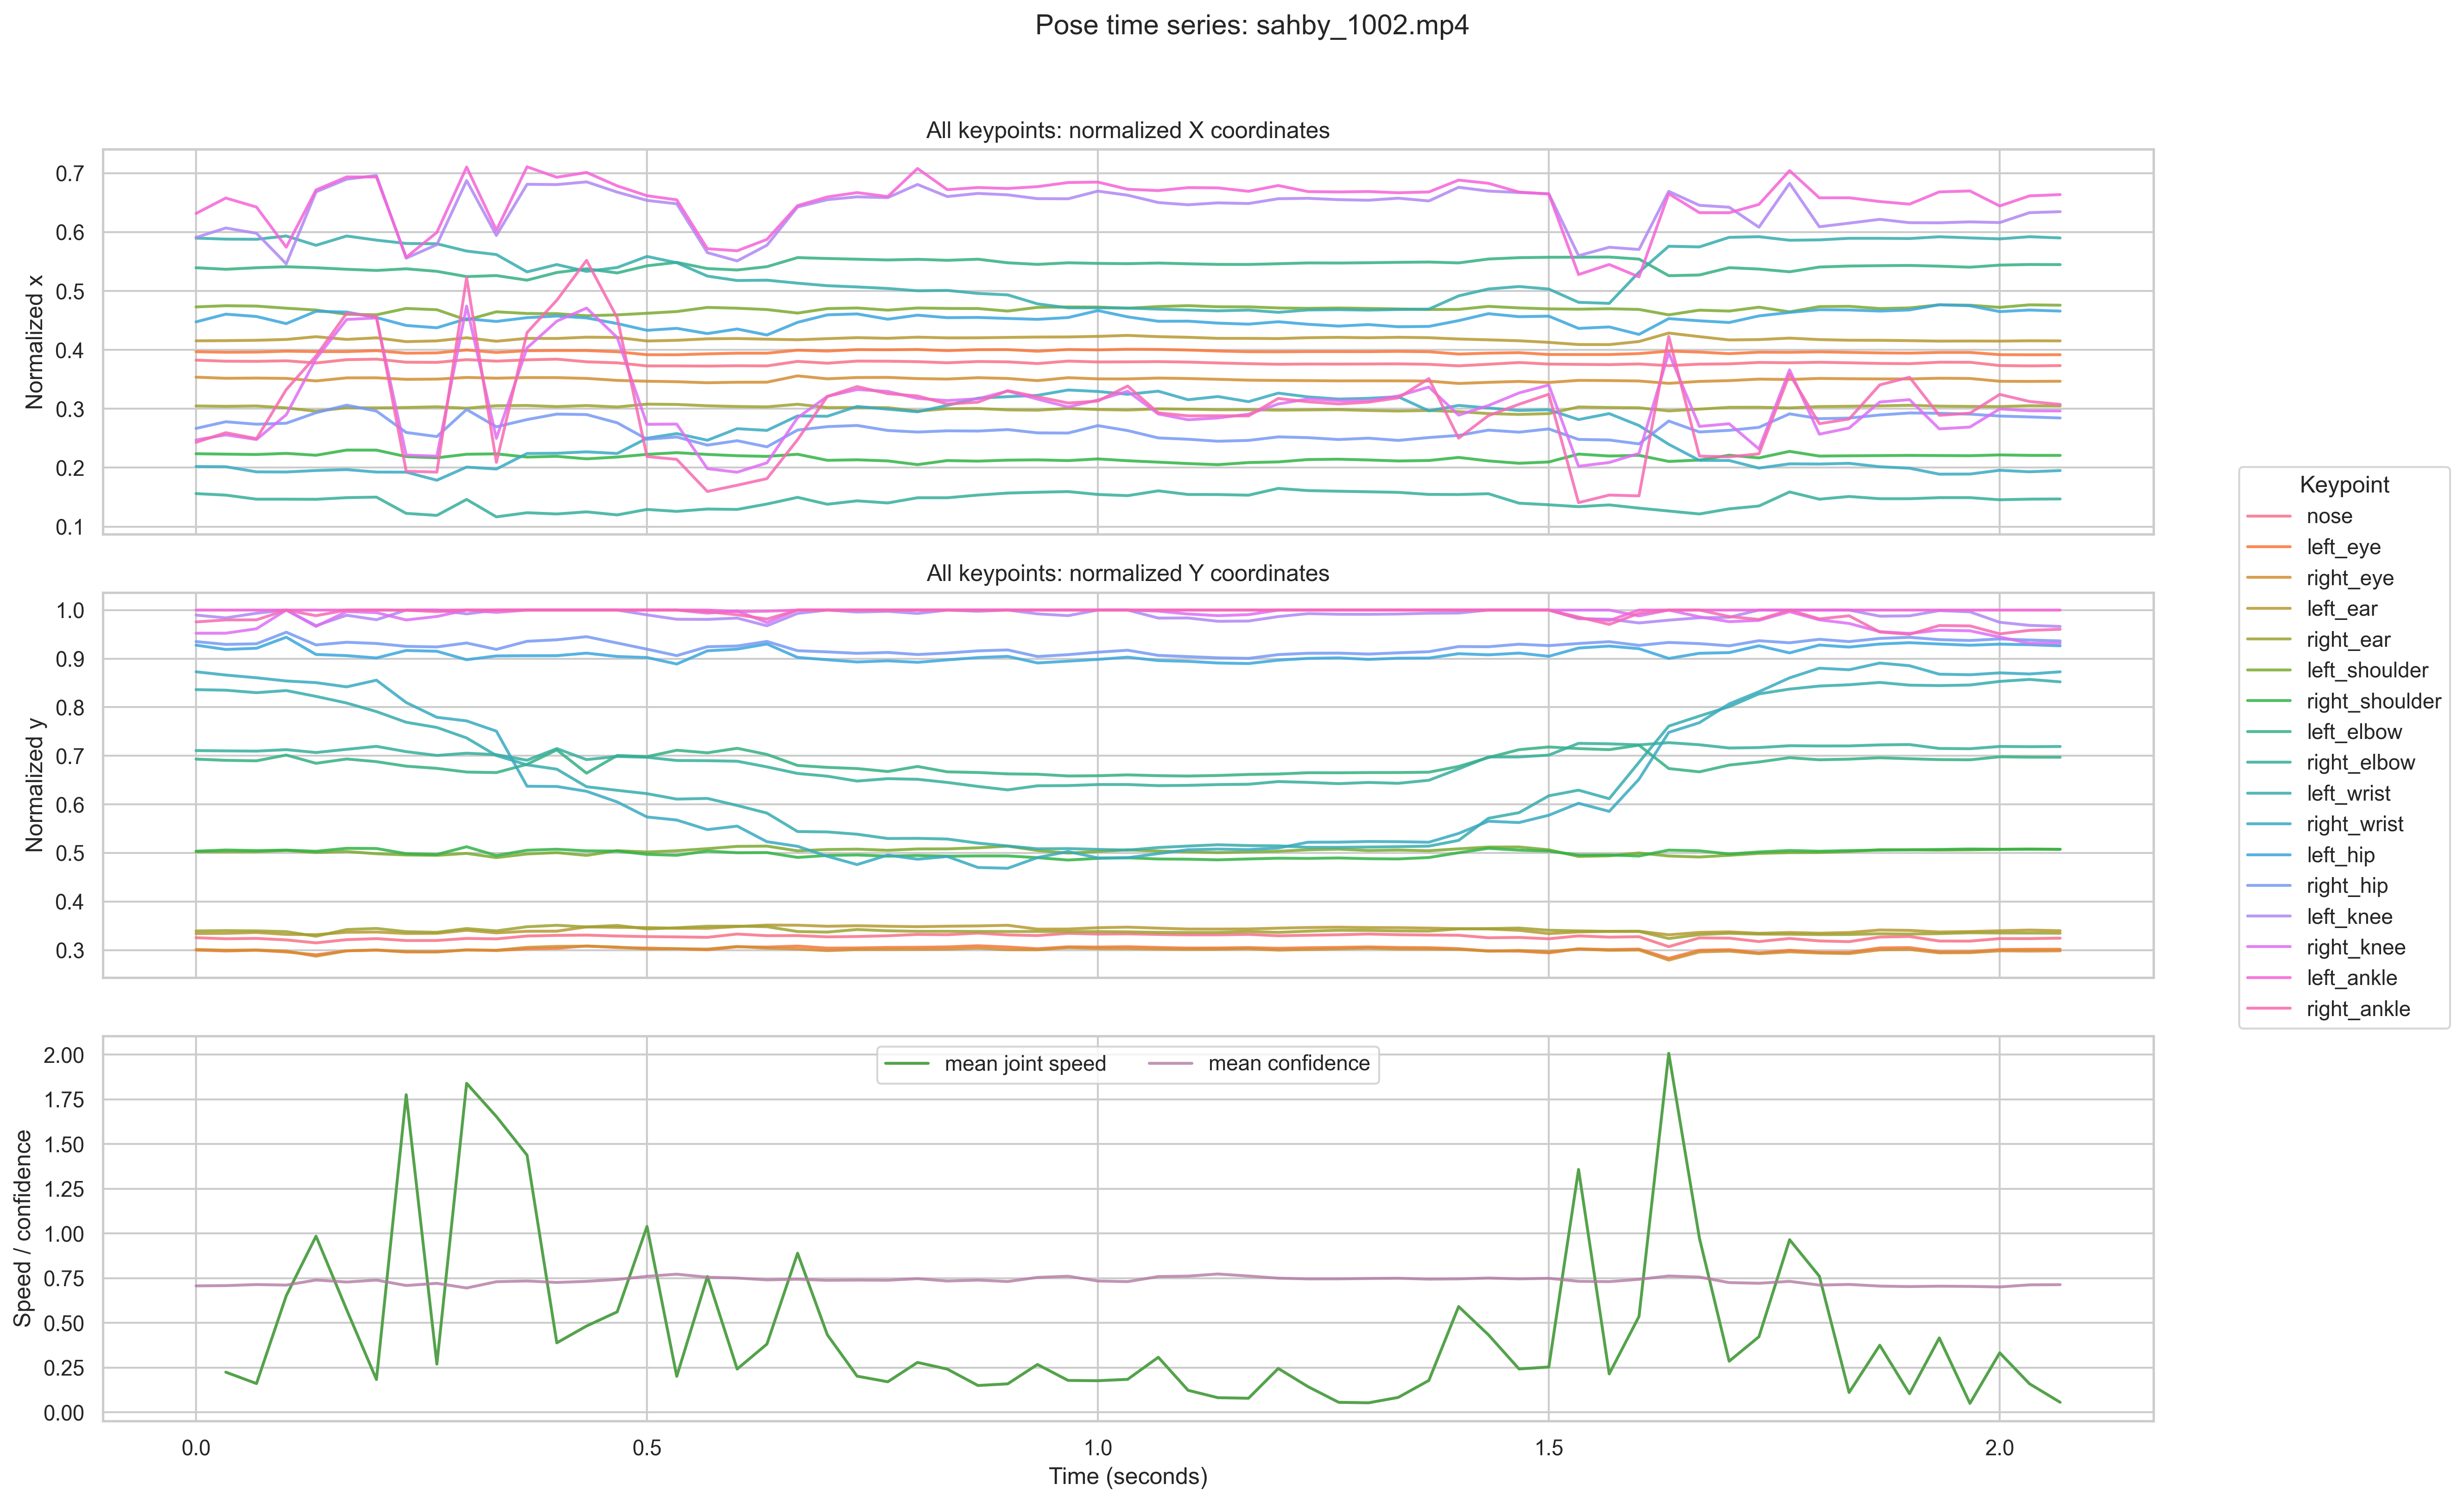 Pose time series: sahby_1002.mp4
All keypoints: normalized X coordinates
Normalized x
0.7
0.6
0.5
0.4
0.3
0.2
0.1
All keypoints: normalized Y coordinates
Normalized y
1.0
0.9
0.8
0.7
0.6
0.5
0.4
0.3
Keypoint
nose
left_eye
right_eye
left_ear
right_ear
left_shoulder
right_shoulder
left_elbow
right_elbow
left_wrist
right_wrist
left_hip
right_hip
left_knee
right_knee
left_ankle
right_ankle
mean joint speed
mean confidence
Speed / confidence
2.00
1.75
1.50
1.25
1.00
0.75
0.50
0.25
0.00
0.0 0.5 1.0 1.5 2.0
Time (seconds)